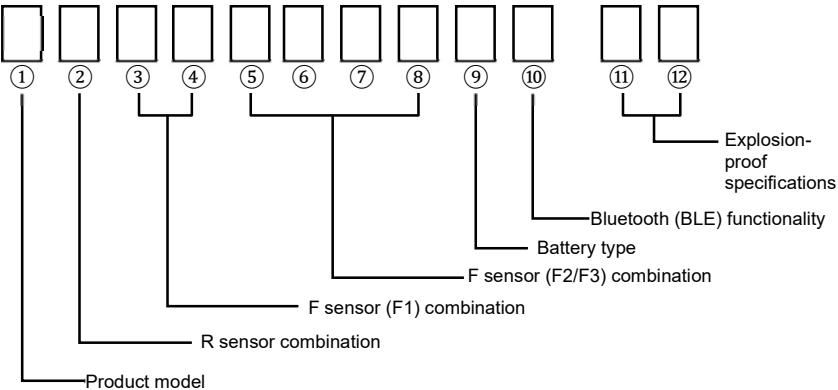 ① ② ③ ④ ⑤ ⑥ ⑦ ⑧ ⑨ ⑩ ⑪ ⑫
Explosion-
proof
specifications
Bluetooth (BLE) functionality
Battery type
F sensor (F2/F3) combination
F sensor (F1) combination
R sensor combination
Product model